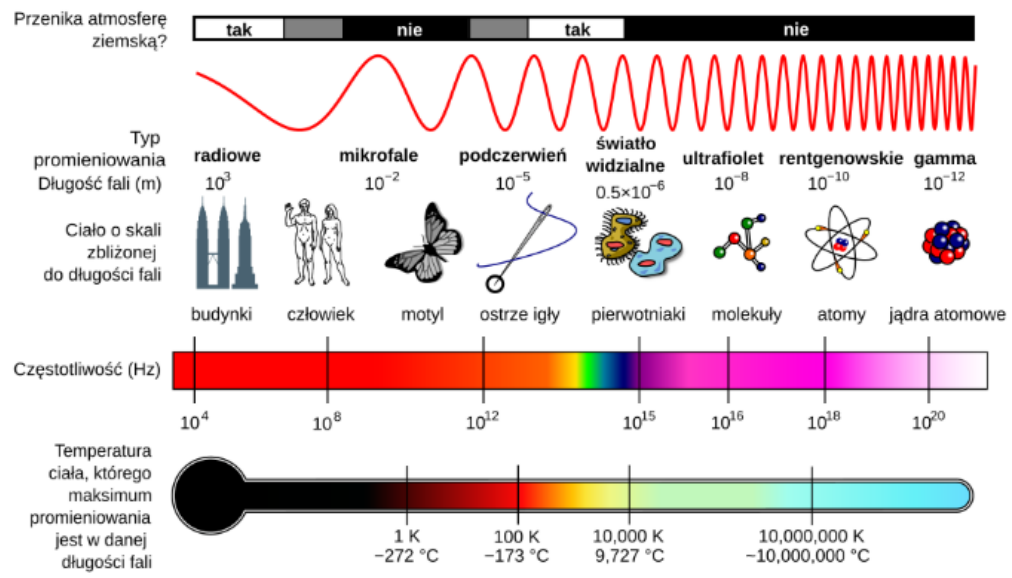 Przenika atmosferę
ziemską?
tak
nie
tak
nie
Typ
promieniowania
radiowe
mikrofale
podczerwień
światło
widzialne
ultrafiolet
rentgenowskie
gamma
Długość fali (m)
10³
10⁻²
10⁻⁵
0.5×10⁻⁶
10⁻⁸
10⁻¹⁰
10⁻¹²
Ciało o skali
zbliżonej
do długości fali
budynki
człowiek
motyl
ostrze igły
pierwotniaki
molekuły
atomy
jądra atomowe
Częstotliwość (Hz)
10⁴
10⁸
10¹²
10¹⁵
10¹⁶
10¹⁸
10²⁰
Temperatura
ciała, którego
maksimum
promieniowania
jest w danej
długości fali
1 K
−272 °C
100 K
−173 °C
10,000 K
9,727 °C
10,000,000 K
~10,000,000 °C